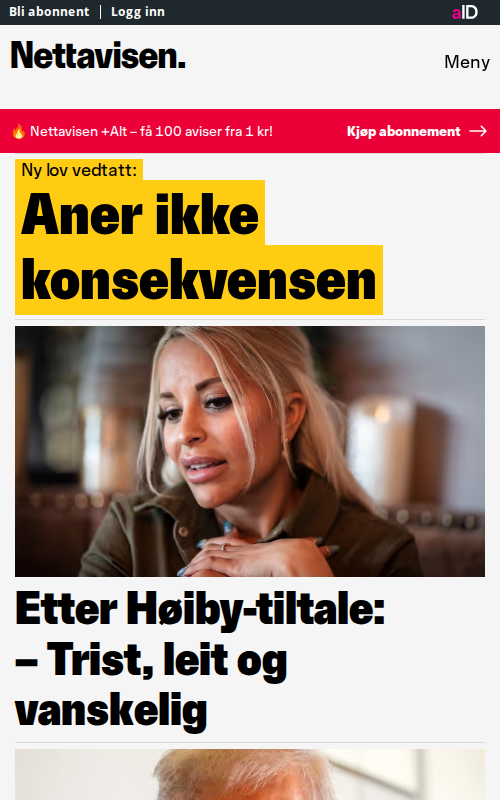 Bli abonnent | Logg inn
aID
Nettavisen.
Meny
🔥 Nettavisen +Alt – få 100 aviser fra 1 kr!
Kjøp abonnement →
Ny lov vedtatt:
Aner ikke
konsekvensen
Etter Høiby-tiltale:
– Trist, leit og
vanskelig